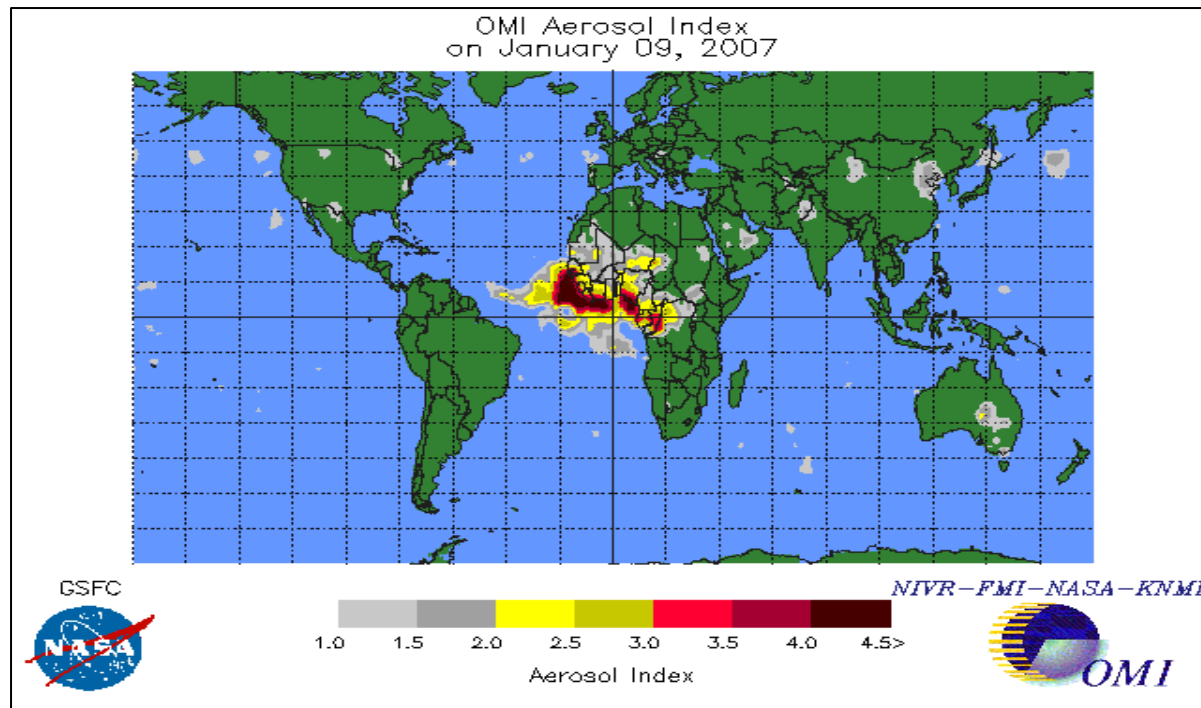 OMI Aerosol Index
on January 09, 2007
GSFC
NASA
1.0 1.5 2.0 2.5 3.0 3.5 4.0 4.5>
Aerosol Index
NIVR-FMI-NASA-KNMI
OMI